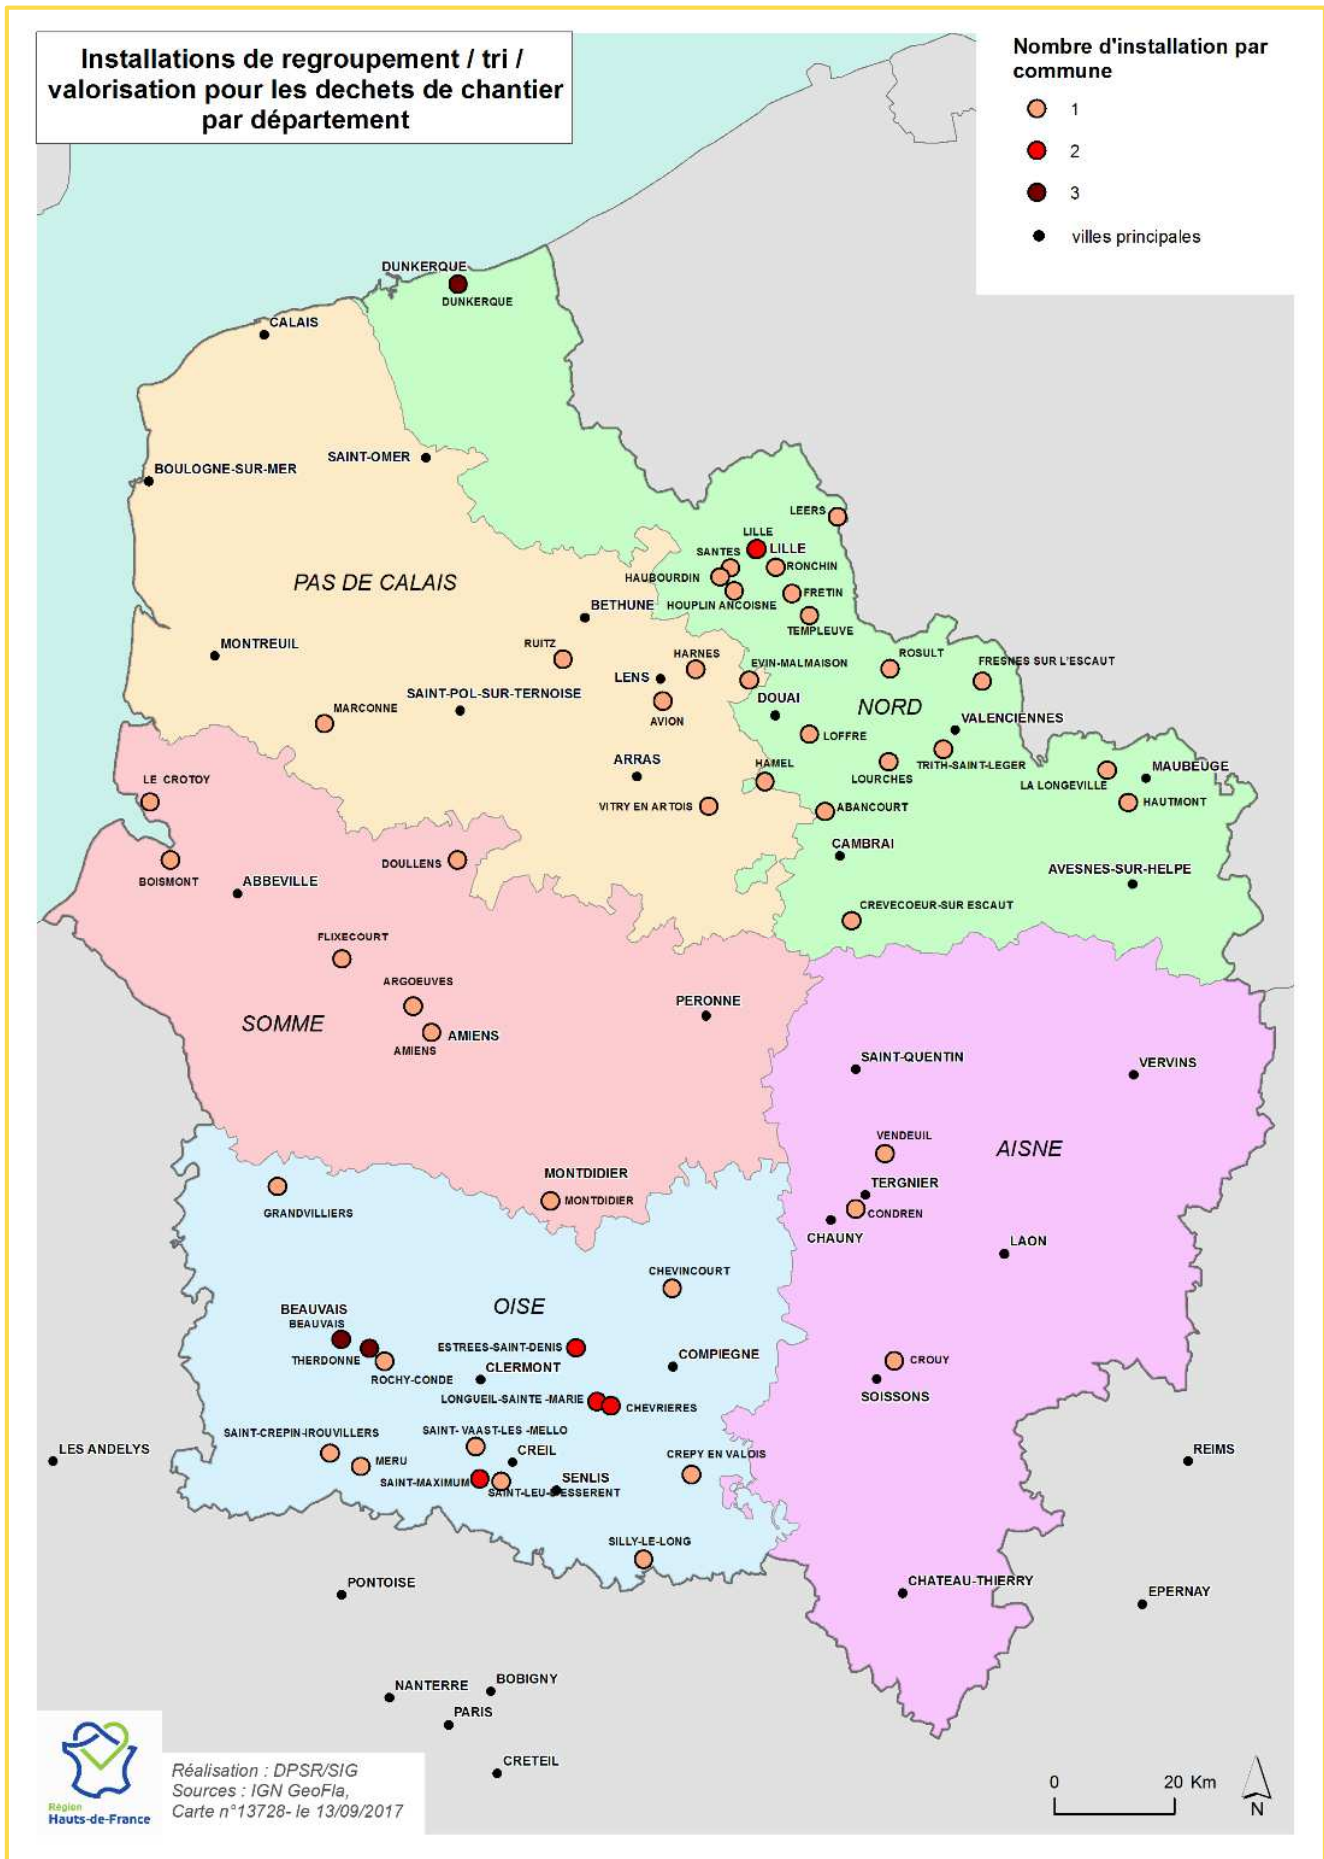 Installations de regroupement / tri /
valorisation pour les dechets de chantier
par département
Nombre d'installation par
commune
1
2
3
villes principales
DUNKERQUE
DUNKERQUE
CALAIS
SAINT-OMER
BOULOGNE-SUR-MER
LEERS
LILLE
LILLE
SANTES
RONCHIN
HAUBOURDIN
FRETIN
HOUPLIN ANCOISNE
PAS DE CALAIS
BETHUNE
TEMPLEUVE
MONTREUIL
RUITZ
HARNES
EVIN-MALMAISON
ROSULT
FRESNES SUR L'ESCAUT
LENS
SAINT-POL-SUR-TERNOISE
DOUAI
NORD
MARCONNE
AVION
VALENCIENNES
LOFFRE
ARRAS
HAMEL
LOURCHES
TRITH-SAINT-LEGER
MAUBEUGE
LA LONGEVILLE
LE CROTOY
VITRY EN ARTOIS
ABANCOURT
HAUTMONT
CAMBRAI
DOULLENS
BOISMONT
ABBEVILLE
AVESNES-SUR-HELPE
CREVECOEUR-SUR ESCAUT
FLIXECOURT
ARGOEUVES
PERONNE
SOMME
AMIENS
AMIENS
SAINT-QUENTIN
VERVINS
VENDEUIL
AISNE
MONTDIDIER
MONTDIDIER
TERGNIER
GRANDVILLIERS
CONDREN
CHAUNY
LAON
CHEVINCOURT
OISE
BEAUVAIS
BEAUVAIS
ESTREES-SAINT-DENIS
COMPIEGNE
THERDONNE
CROUY
CLERMONT
ROCHY-CONDE
SOISSONS
LONGUEIL-SAINTE -MARIE
CHEVRIERES
SAINT-CREPIN-IROUVILLERS
SAINT- VAAST-LES -MELLO
LES ANDELYS
CREIL
CREPY EN VALOIS
REIMS
MERU
SAINT-MAXIMUM
SENLIS
SAINT-LEU-D'ESSERENT
SILLY-LE-LONG
PONTOISE
CHATEAU-THIERRY
EPERNAY
NANTERRE
BOBIGNY
PARIS
CRETEIL
Région
Hauts-de-France
Réalisation : DPSR/SIG
Sources : IGN GeoFla,
Carte n°13728- le 13/09/2017
0
20 Km
N